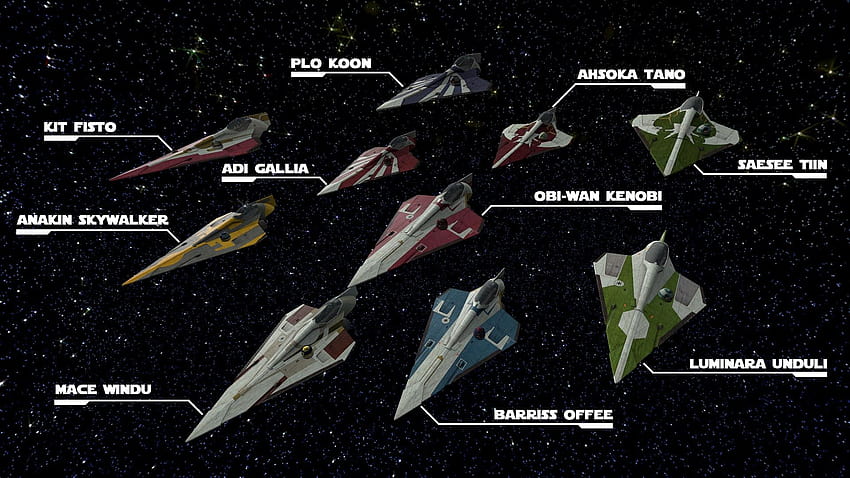 PLO KOON
AHSOKA TANO
KIT FISTO
ADI GALLIA
SAESEE TIIN
OBI-WAN KENOBI
ANAKIN SKYWALKER
LUMINARA UNDULI
MACE WINDU
BARRISS OFFEE